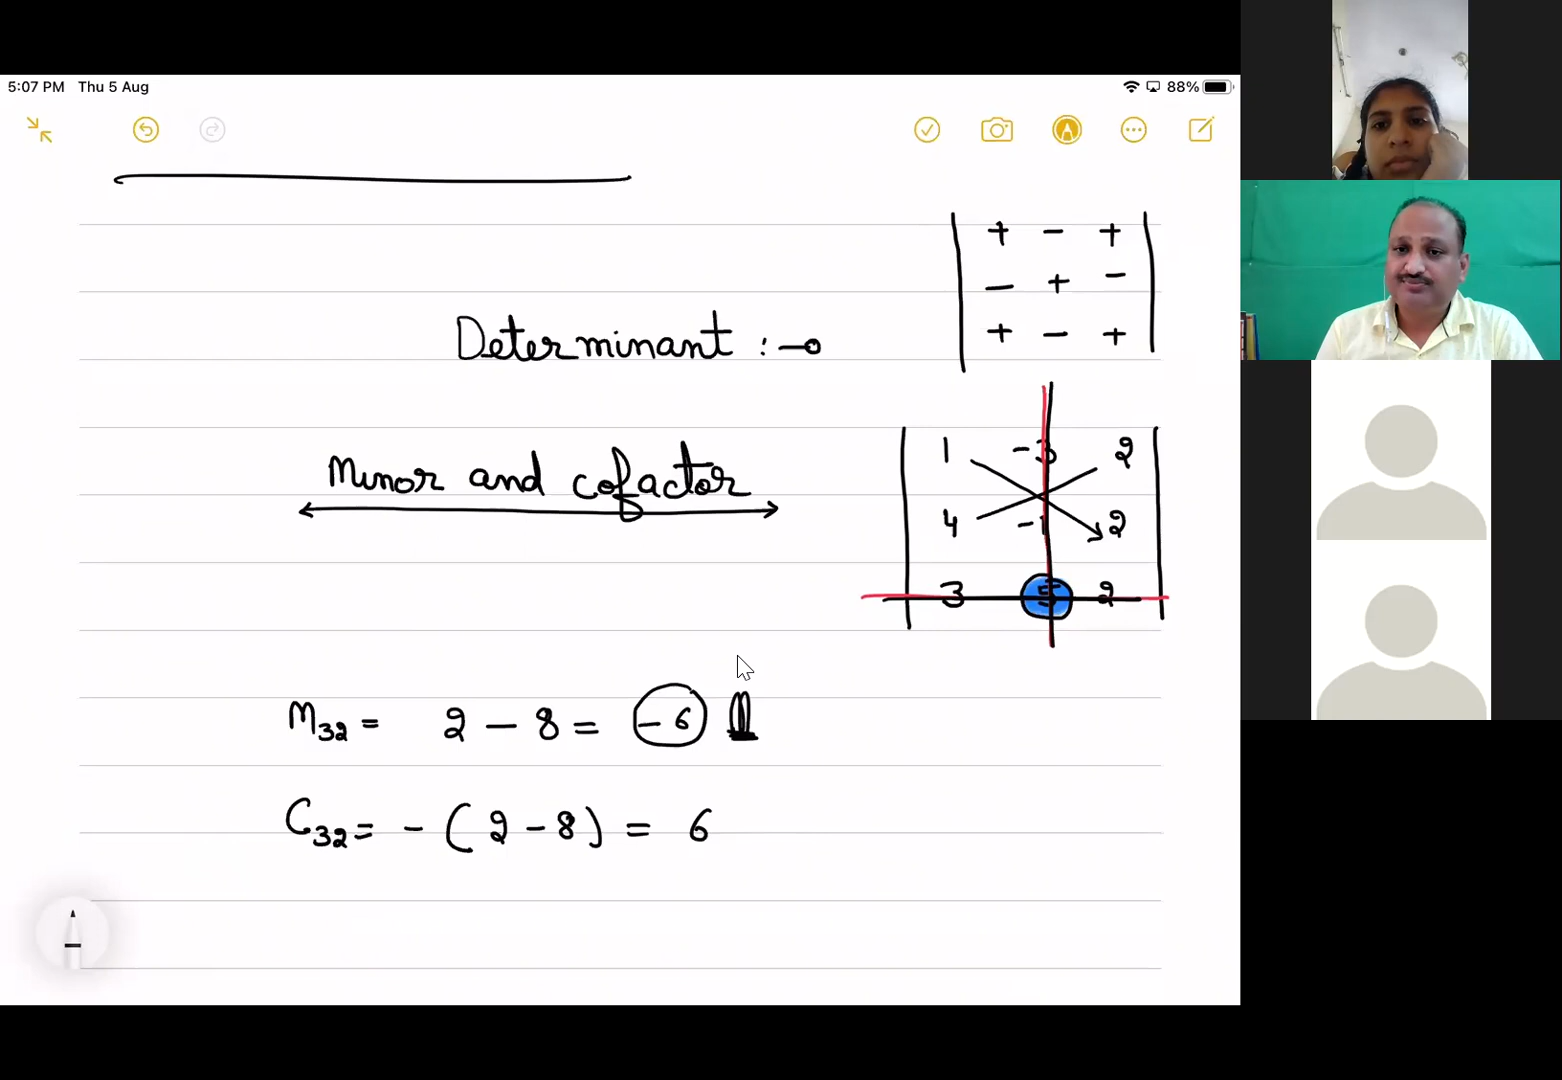 5:07 PM Thu 5 Aug 88%
+ − +
− + −
+ − +
Determinant :
1 -3 2
Minor and cofactor
4 -1 2
3 5 2
M32 = 2 − 8 = -6
C32 = - ( 2 - 8 ) = 6